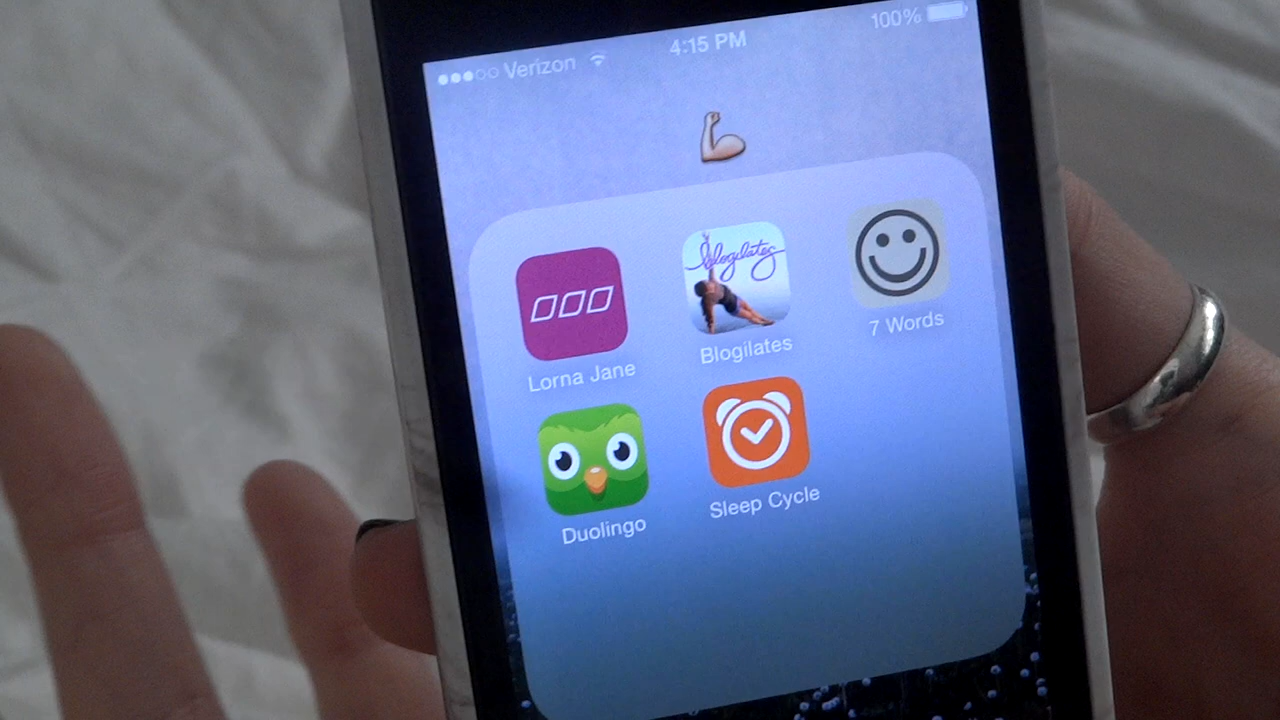 Verizon 4:15 PM 100%
blogilates
Lorna Jane Blogilates 7 Words
Duolingo Sleep Cycle